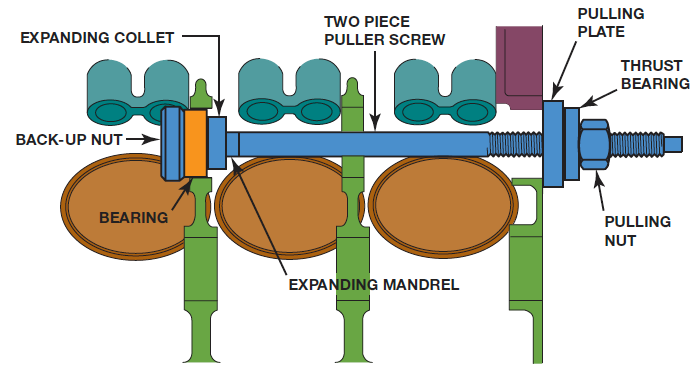 EXPANDING COLLET
TWO PIECE
PULLER SCREW
PULLING
PLATE
THRUST
BEARING
BACK-UP NUT
BEARING
PULLING
NUT
EXPANDING MANDREL